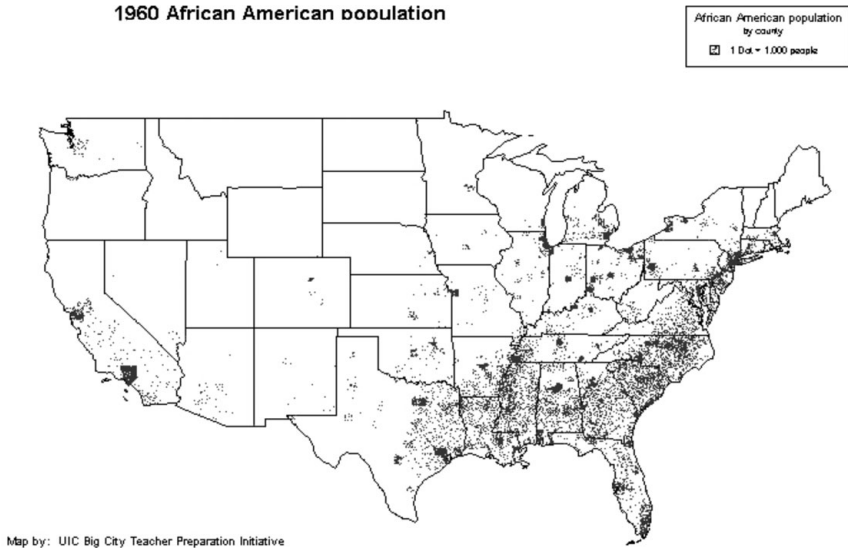 1960 African American population
African American population
by county
1 Dot = 1,000 people
Map by: UIC Big City Teacher Preparation Initiative